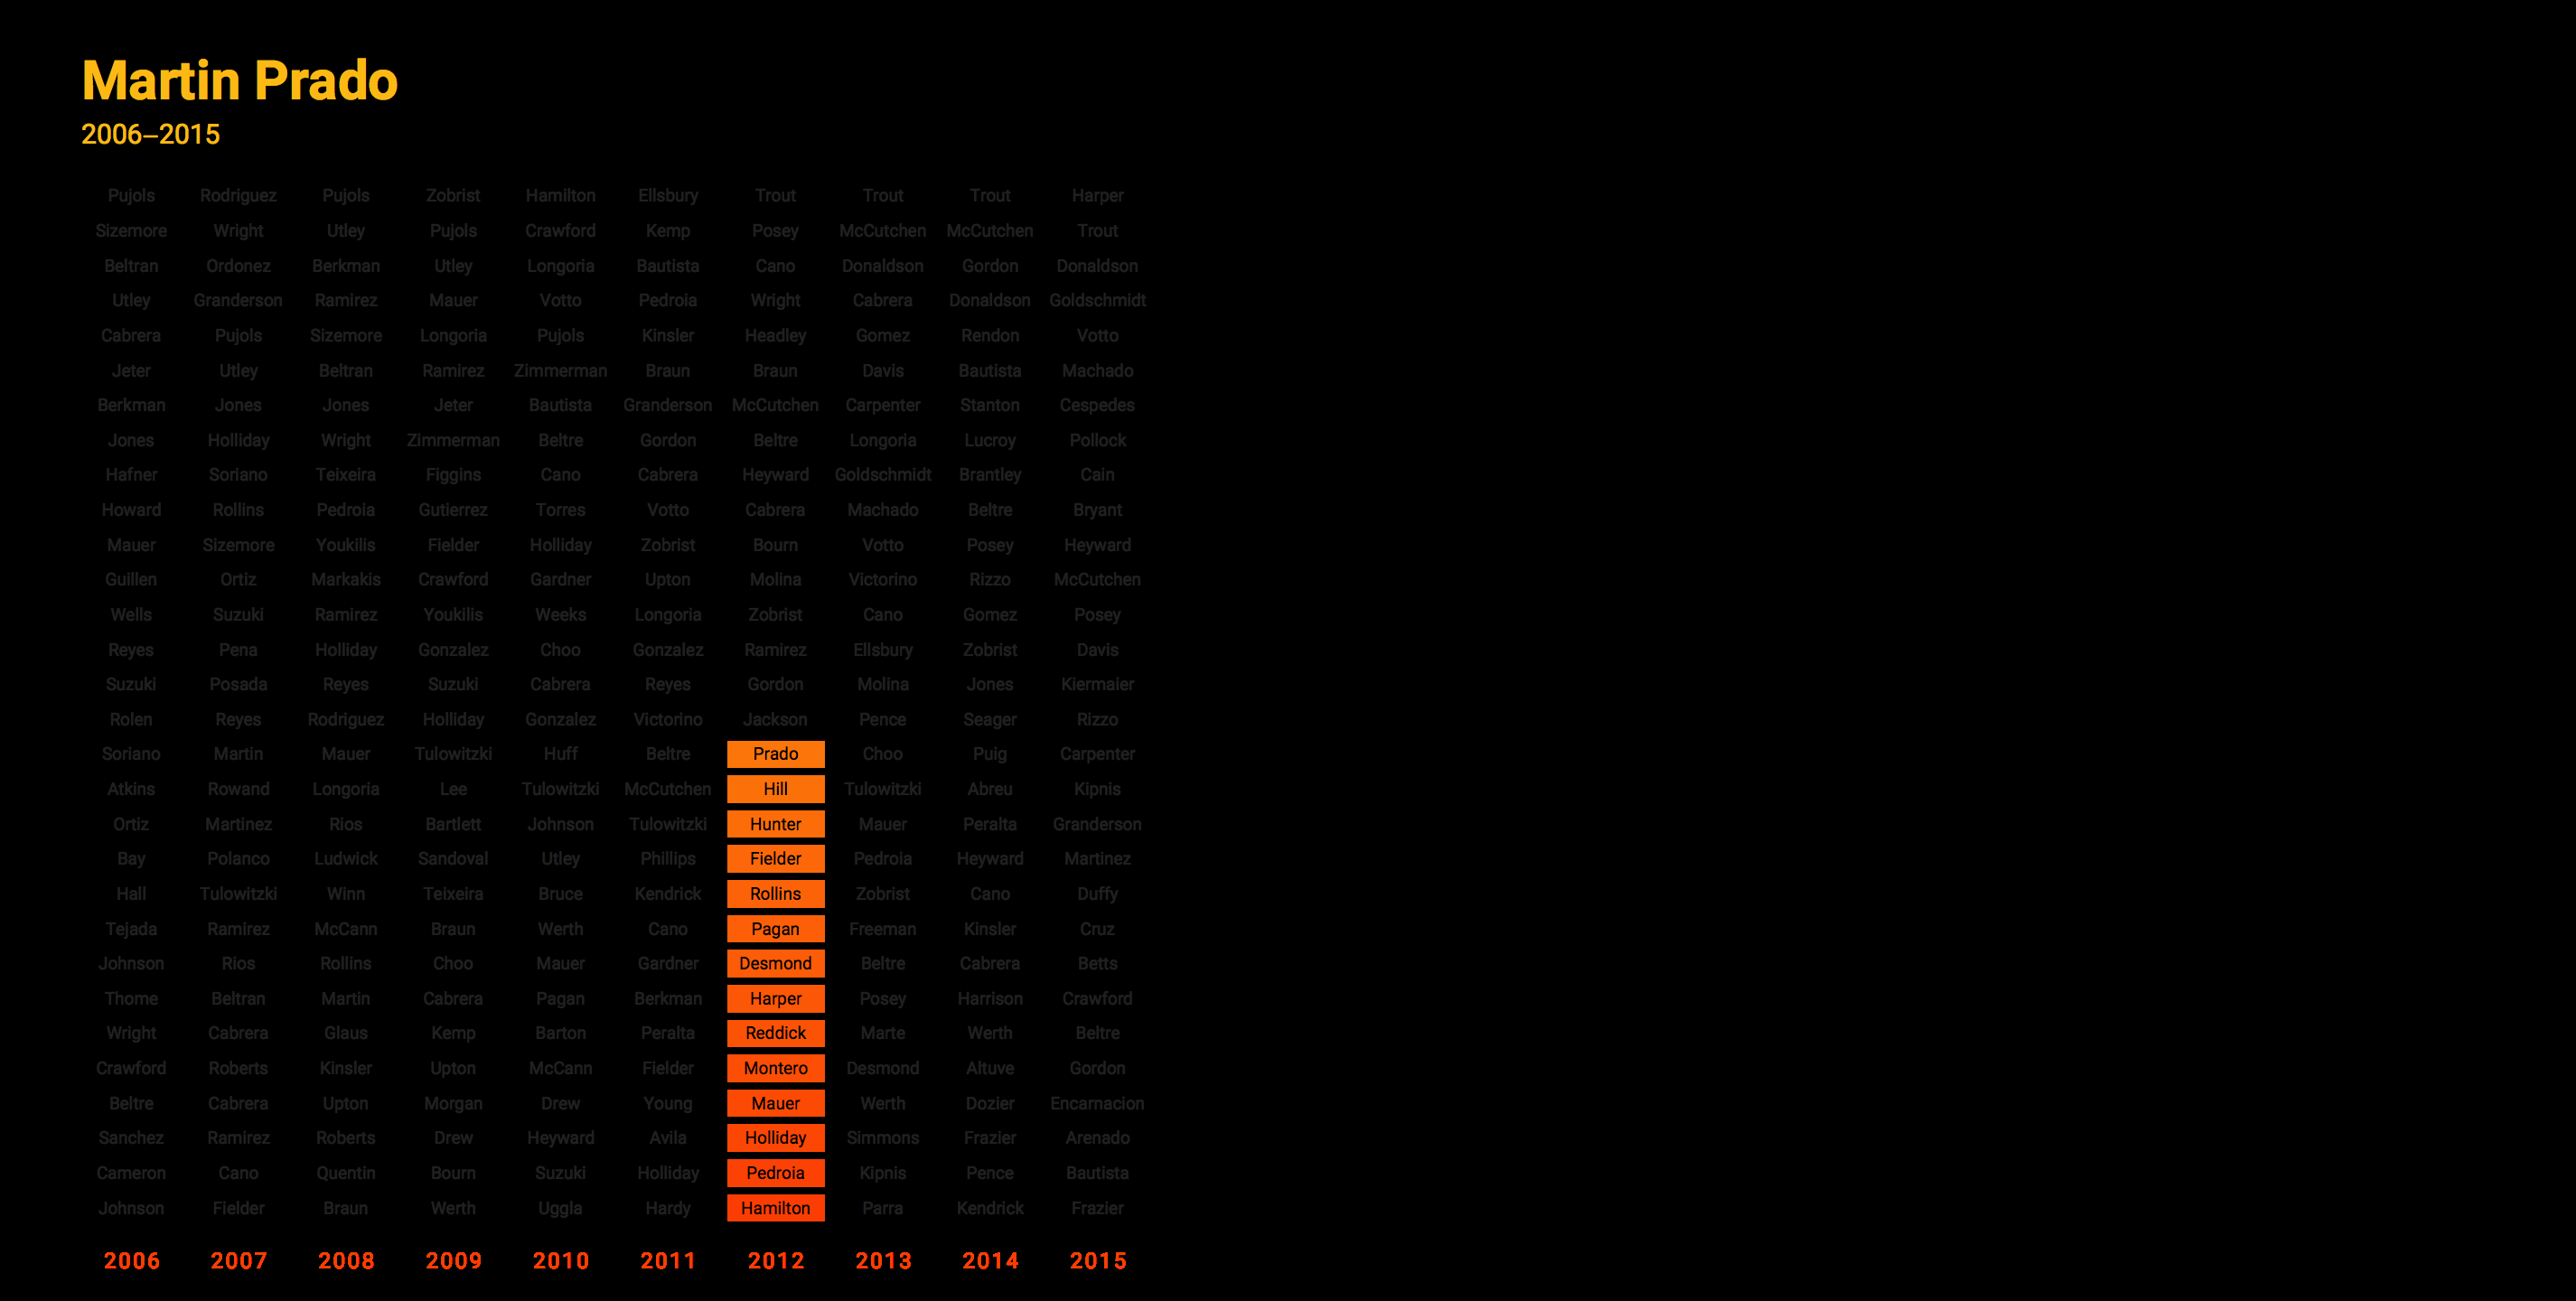 Martin Prado
2006–2015
Pujols Rodriguez Pujols Zobrist Hamilton Ellsbury Trout Trout Trout Harper
Sizemore Wright Utley Pujols Crawford Kemp Posey McCutchen McCutchen Trout
Beltran Ordonez Berkman Utley Longoria Bautista Cano Donaldson Gordon Donaldson
Utley Granderson Ramirez Mauer Votto Pedroia Wright Cabrera Donaldson Goldschmidt
Cabrera Pujols Sizemore Longoria Pujols Kinsler Headley Gomez Rendon Votto
Jeter Utley Beltran Ramirez Zimmerman Braun Braun Davis Bautista Machado
Berkman Jones Jones Jeter Bautista Granderson McCutchen Carpenter Stanton Cespedes
Jones Holliday Wright Zimmerman Beltre Gordon Beltre Longoria Lucroy Pollock
Hafner Soriano Teixeira Figgins Cano Cabrera Heyward Goldschmidt Brantley Cain
Howard Rollins Pedroia Gutierrez Torres Votto Cabrera Machado Beltre Bryant
Mauer Sizemore Youkilis Fielder Holliday Zobrist Bourn Votto Posey Heyward
Guillen Ortiz Markakis Crawford Gardner Upton Molina Victorino Rizzo McCutchen
Wells Suzuki Ramirez Youkilis Weeks Longoria Zobrist Cano Gomez Posey
Reyes Pena Holliday Gonzalez Choo Gonzalez Ramirez Ellsbury Zobrist Davis
Suzuki Posada Reyes Suzuki Cabrera Reyes Gordon Molina Jones Kiermaier
Rolen Reyes Rodriguez Holliday Gonzalez Victorino Jackson Pence Seager Rizzo
Soriano Martin Mauer Tulowitzki Huff Beltre Prado Choo Puig Carpenter
Atkins Rowand Longoria Lee Tulowitzki McCutchen Hill Tulowitzki Abreu Kipnis
Ortiz Martinez Rios Bartlett Johnson Tulowitzki Hunter Mauer Peralta Granderson
Bay Polanco Ludwick Sandoval Utley Phillips Fielder Pedroia Heyward Martinez
Hall Tulowitzki Winn Teixeira Bruce Kendrick Rollins Zobrist Cano Duffy
Tejada Ramirez McCann Braun Werth Cano Pagan Freeman Kinsler Cruz
Johnson Rios Rollins Choo Mauer Gardner Desmond Beltre Cabrera Betts
Thome Beltran Martin Cabrera Pagan Berkman Harper Posey Harrison Crawford
Wright Cabrera Glaus Kemp Barton Peralta Reddick Marte Werth Beltre
Crawford Roberts Kinsler Upton McCann Fielder Montero Desmond Altuve Gordon
Beltre Cabrera Upton Morgan Drew Young Mauer Werth Dozier Encarnacion
Sanchez Ramirez Roberts Drew Heyward Avila Holliday Simmons Frazier Arenado
Cameron Cano Quentin Bourn Suzuki Holliday Pedroia Kipnis Pence Bautista
Johnson Fielder Braun Werth Uggla Hardy Hamilton Parra Kendrick Frazier
2006 2007 2008 2009 2010 2011 2012 2013 2014 2015